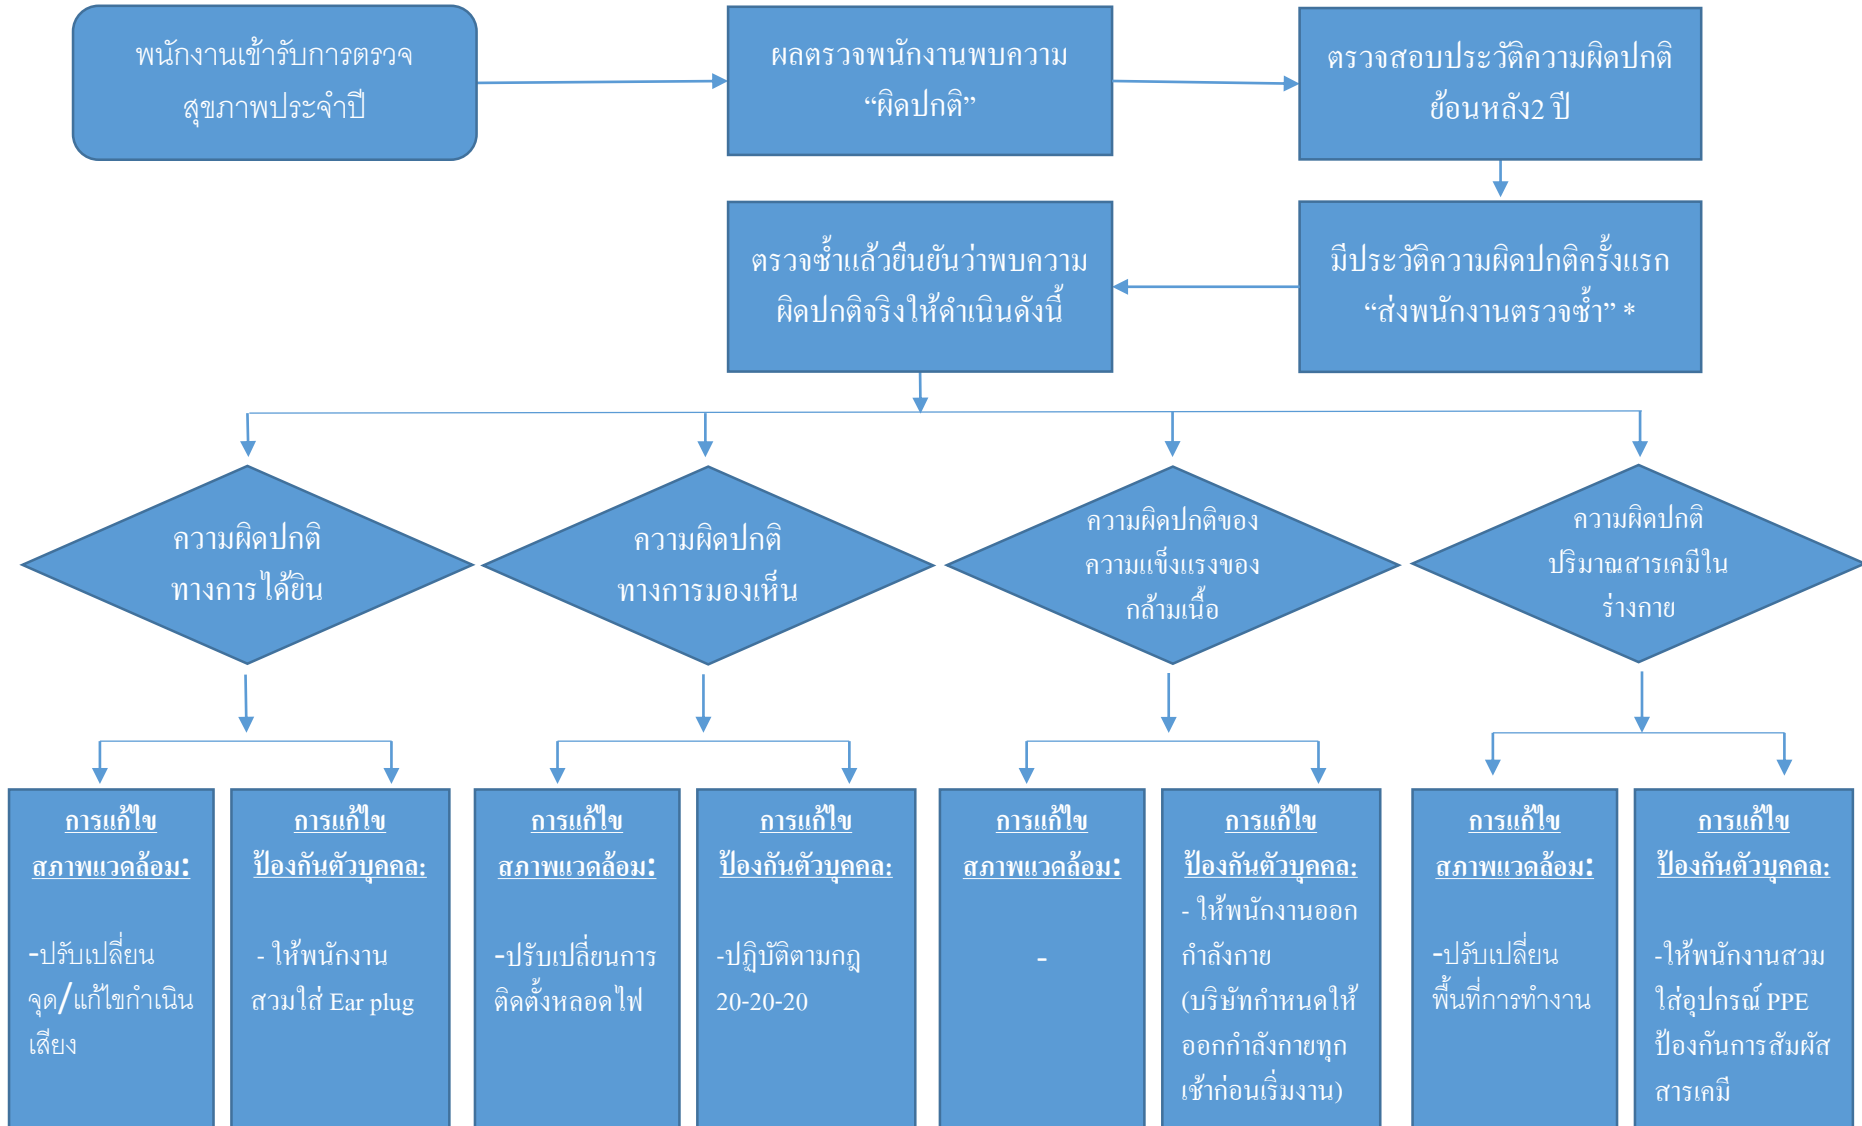 พนักงานเข้ารับการตรวจ
สุขภาพประจำปี
ผลตรวจพนักงานพบความ
“ผิดปกติ”
ตรวจสอบประวัติความผิดปกติ
ย้อนหลัง2 ปี
มีประวัติความผิดปกติครั้งแรก
“ส่งพนักงานตรวจซ้ำ” *
ตรวจซ้ำแล้วยืนยันว่าพบความ
ผิดปกติจริงให้ดำเนินดังนี้
ความผิดปกติ
ทางการได้ยิน
ความผิดปกติ
ทางการมองเห็น
ความผิดปกติของ
ความแข็งแรงของ
กล้ามเนื้อ
ความผิดปกติ
ปริมาณสารเคมีใน
ร่างกาย
การแก้ไข
สภาพแวดล้อม:
-ปรับเปลี่ยน
จุด/แก้ไขกำเนิน
เสียง
การแก้ไข
ป้องกันตัวบุคคล:
- ให้พนักงาน
สวมใส่ Ear plug
การแก้ไข
สภาพแวดล้อม:
-ปรับเปลี่ยนการ
ติดตั้งหลอดไฟ
การแก้ไข
ป้องกันตัวบุคคล:
-ปฏิบัติตามกฎ
20-20-20
การแก้ไข
สภาพแวดล้อม:
-
การแก้ไข
ป้องกันตัวบุคคล:
- ให้พนักงานออก
กำลังกาย
(บริษัทกำหนดให้
ออกกำลังกายทุก
เช้าก่อนเริ่มงาน)
การแก้ไข
สภาพแวดล้อม:
-ปรับเปลี่ยน
พื้นที่การทำงาน
การแก้ไข
ป้องกันตัวบุคคล:
-ให้พนักงานสวม
ใส่อุปกรณ์ PPE
ป้องกันการสัมผัส
สารเคมี